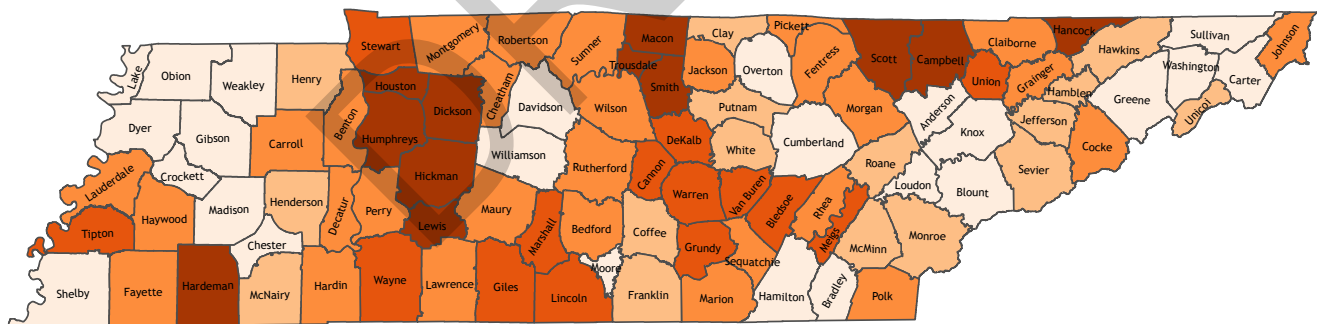 Stewart
Montgomery
Robertson
Sumner
Macon
Clay
Pickett
Scott
Campbell
Claiborne
Hancock
Hawkins
Sullivan
Johnson
Lake
Obion
Weakley
Henry
Houston
Dickson
Cheatham
Davidson
Wilson
Trousdale
Smith
Jackson
Overton
Fentress
Morgan
Union
Grainger
Hamblen
Washington
Carter
Unicoi
Greene
Dyer
Gibson
Carroll
Benton
Humphreys
Williamson
Rutherford
DeKalb
Putnam
White
Cumberland
Anderson
Knox
Jefferson
Cocke
Sevier
Lauderdale
Crockett
Haywood
Madison
Henderson
Decatur
Perry
Hickman
Lewis
Maury
Marshall
Bedford
Cannon
Coffee
Warren
Van Buren
Bledsoe
Rhea
Roane
Loudon
Blount
Monroe
McMinn
Meigs
Tipton
Shelby
Fayette
Hardeman
Chester
McNairy
Hardin
Wayne
Lawrence
Giles
Lincoln
Moore
Franklin
Grundy
Sequatchie
Marion
Hamilton
Bradley
Polk